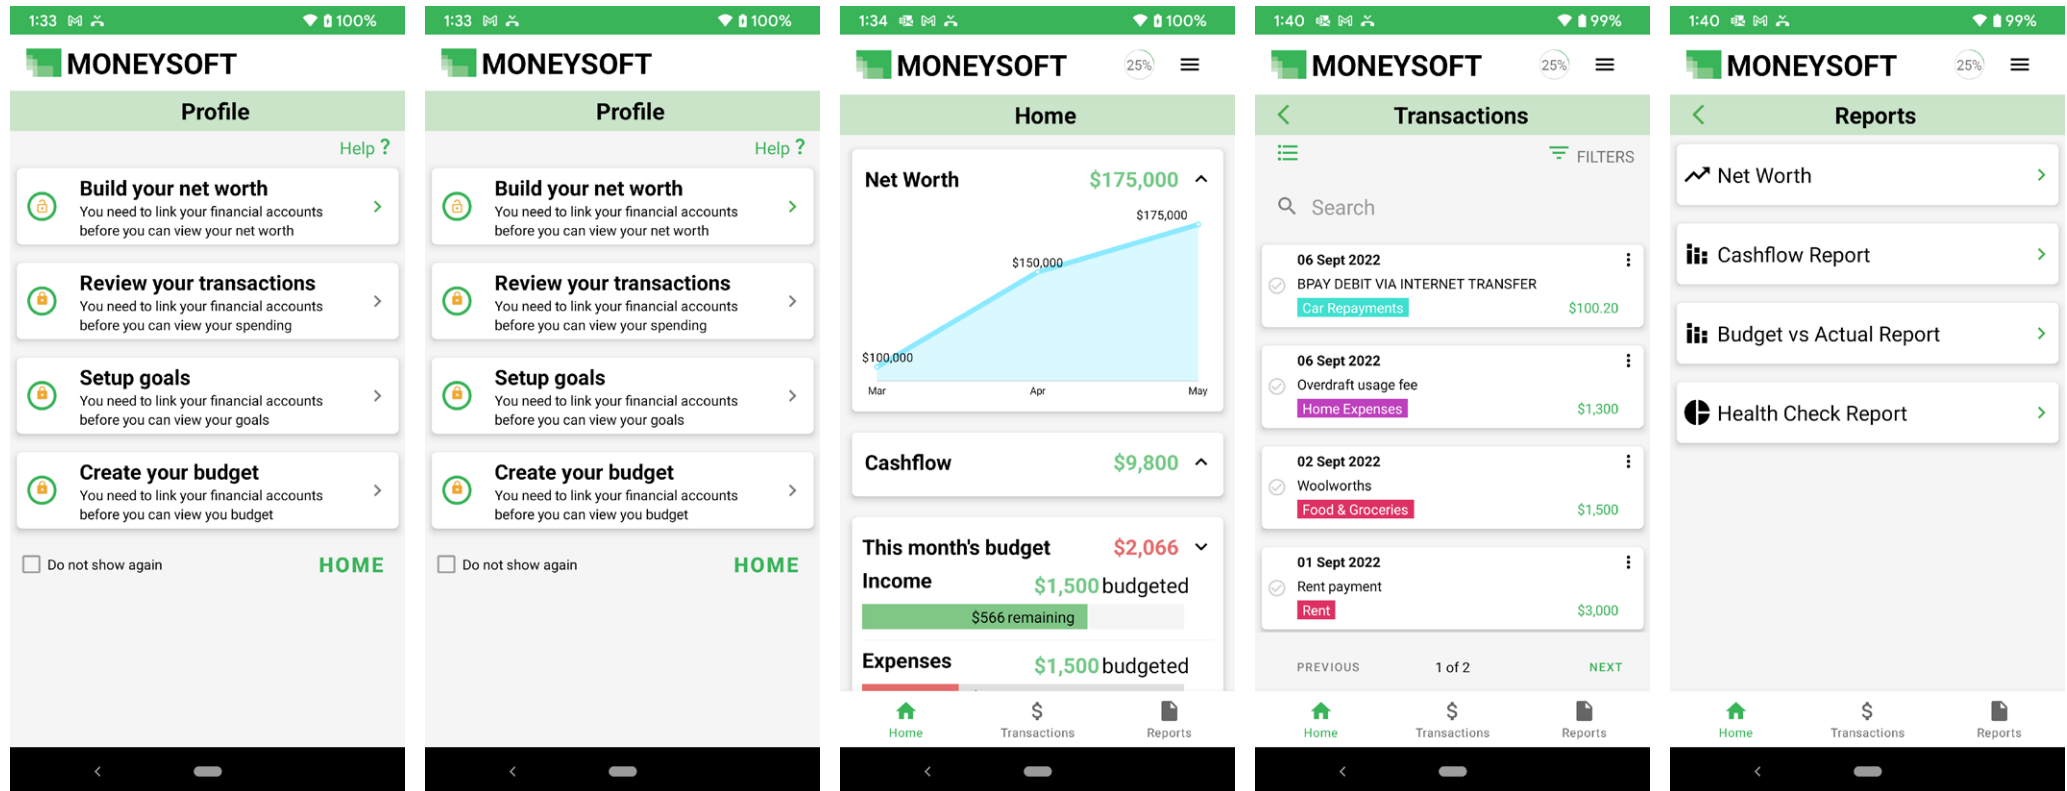 1:33
100%
MONEYSOFT
Profile
Help ?
Build your net worth
You need to link your financial accounts
before you can view your net worth
Review your transactions
You need to link your financial accounts
before you can view your spending
Setup goals
You need to link your financial accounts
before you can view your goals
Create your budget
You need to link your financial accounts
before you can view you budget
Do not show again
HOME
1:33
100%
MONEYSOFT
Profile
Help ?
Build your net worth
You need to link your financial accounts
before you can view your net worth
Review your transactions
You need to link your financial accounts
before you can view your spending
Setup goals
You need to link your financial accounts
before you can view your goals
Create your budget
You need to link your financial accounts
before you can view you budget
Do not show again
HOME
1:34
100%
MONEYSOFT
25%
Home
Net Worth
$175,000
$175,000
$150,000
$100,000
Mar Apr May
Cashflow
$9,800
This month's budget
$2,066
Income
$1,500 budgeted
$566 remaining
Expenses
$1,500 budgeted
Home
Transactions
Reports
1:40
99%
MONEYSOFT
25%
Transactions
FILTERS
Search
06 Sept 2022
BPAY DEBIT VIA INTERNET TRANSFER
Car Repayments
$100.20
06 Sept 2022
Overdraft usage fee
Home Expenses
$1,300
02 Sept 2022
Woolworths
Food & Groceries
$1,500
01 Sept 2022
Rent payment
Rent
$3,000
PREVIOUS
1 of 2
NEXT
Home
Transactions
Reports
1:40
99%
MONEYSOFT
25%
Reports
Net Worth
Cashflow Report
Budget vs Actual Report
Health Check Report
Home
Transactions
Reports